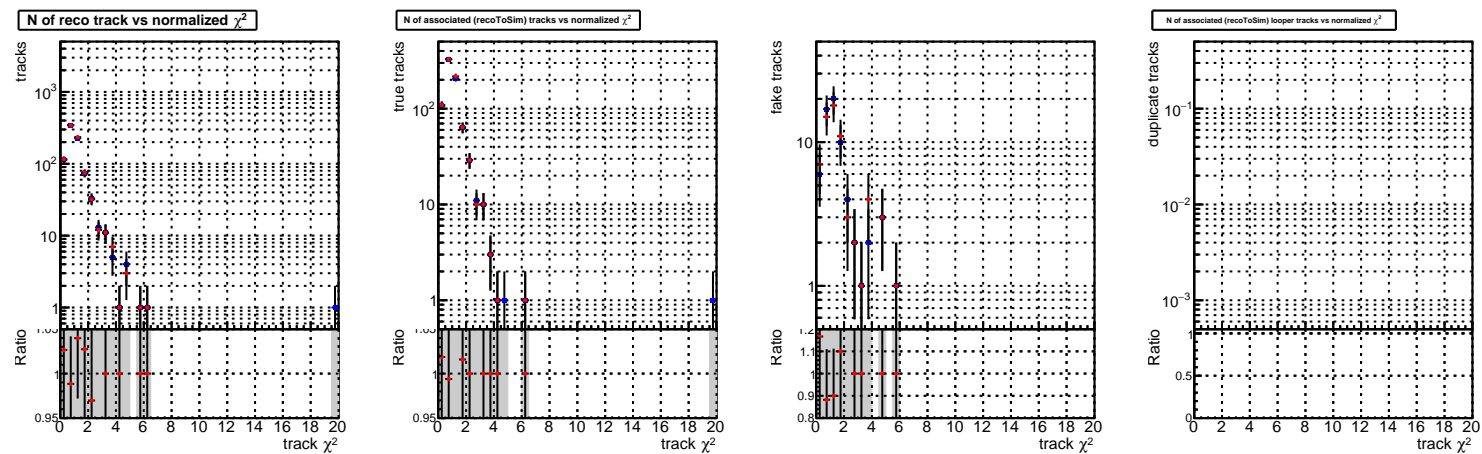 N of reco track vs normalized χ²
tracks
10³
10²
10
1
Ratio
1.05
1
0.95
0 2 4 6 8 10 12 14 16 18 20
track χ²
N of associated (recoToSim) tracks vs normalized χ²
true tracks
10²
10
1
Ratio
1.05
1
0.95
0 2 4 6 8 10 12 14 16 18 20
track χ²
fake tracks
10
1
Ratio
1.2
1.1
1
0.9
0.8
0 2 4 6 8 10 12 14 16 18 20
track χ²
N of associated (recoToSim) looper tracks vs normalized χ²
duplicate tracks
10⁻¹
10⁻²
10⁻³
Ratio
1
0.5
0
0 2 4 6 8 10 12 14 16 18 20
track χ²